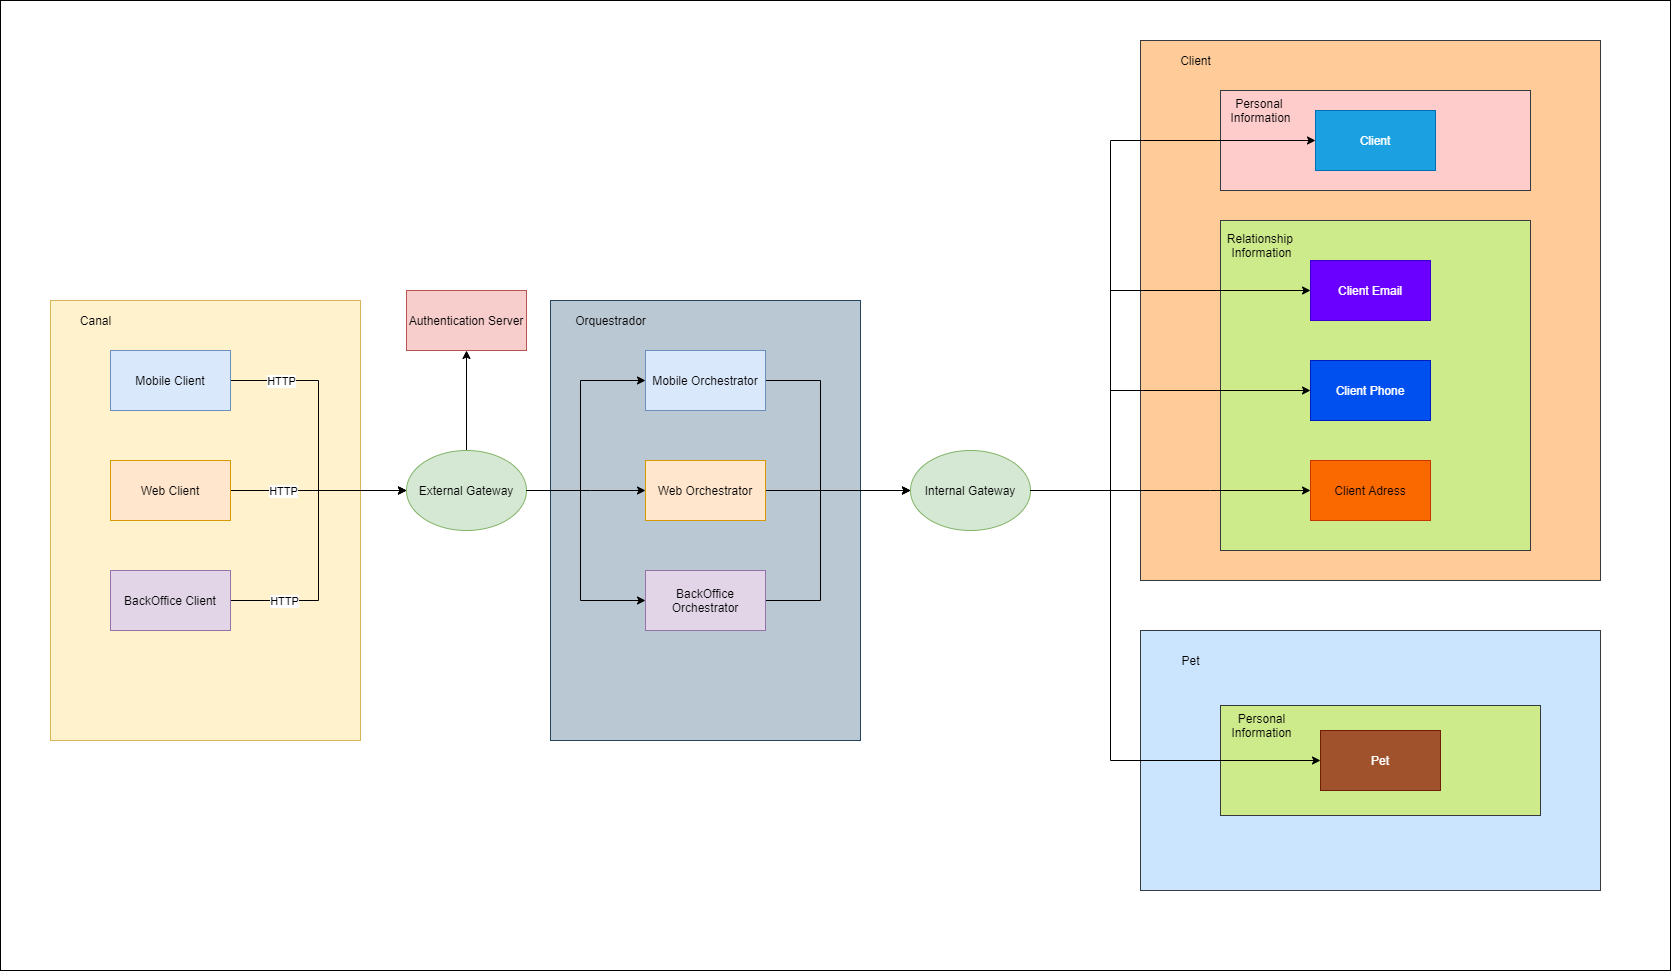 Canal
Mobile Client
HTTP
Web Client
HTTP
BackOffice Client
HTTP
Authentication Server
External Gateway
Orquestrador
Mobile Orchestrator
Web Orchestrator
BackOffice
Orchestrator
Internal Gateway
Client
Personal
Information
Client
Relationship
Information
Client Email
Client Phone
Client Adress
Pet
Personal
Information
Pet